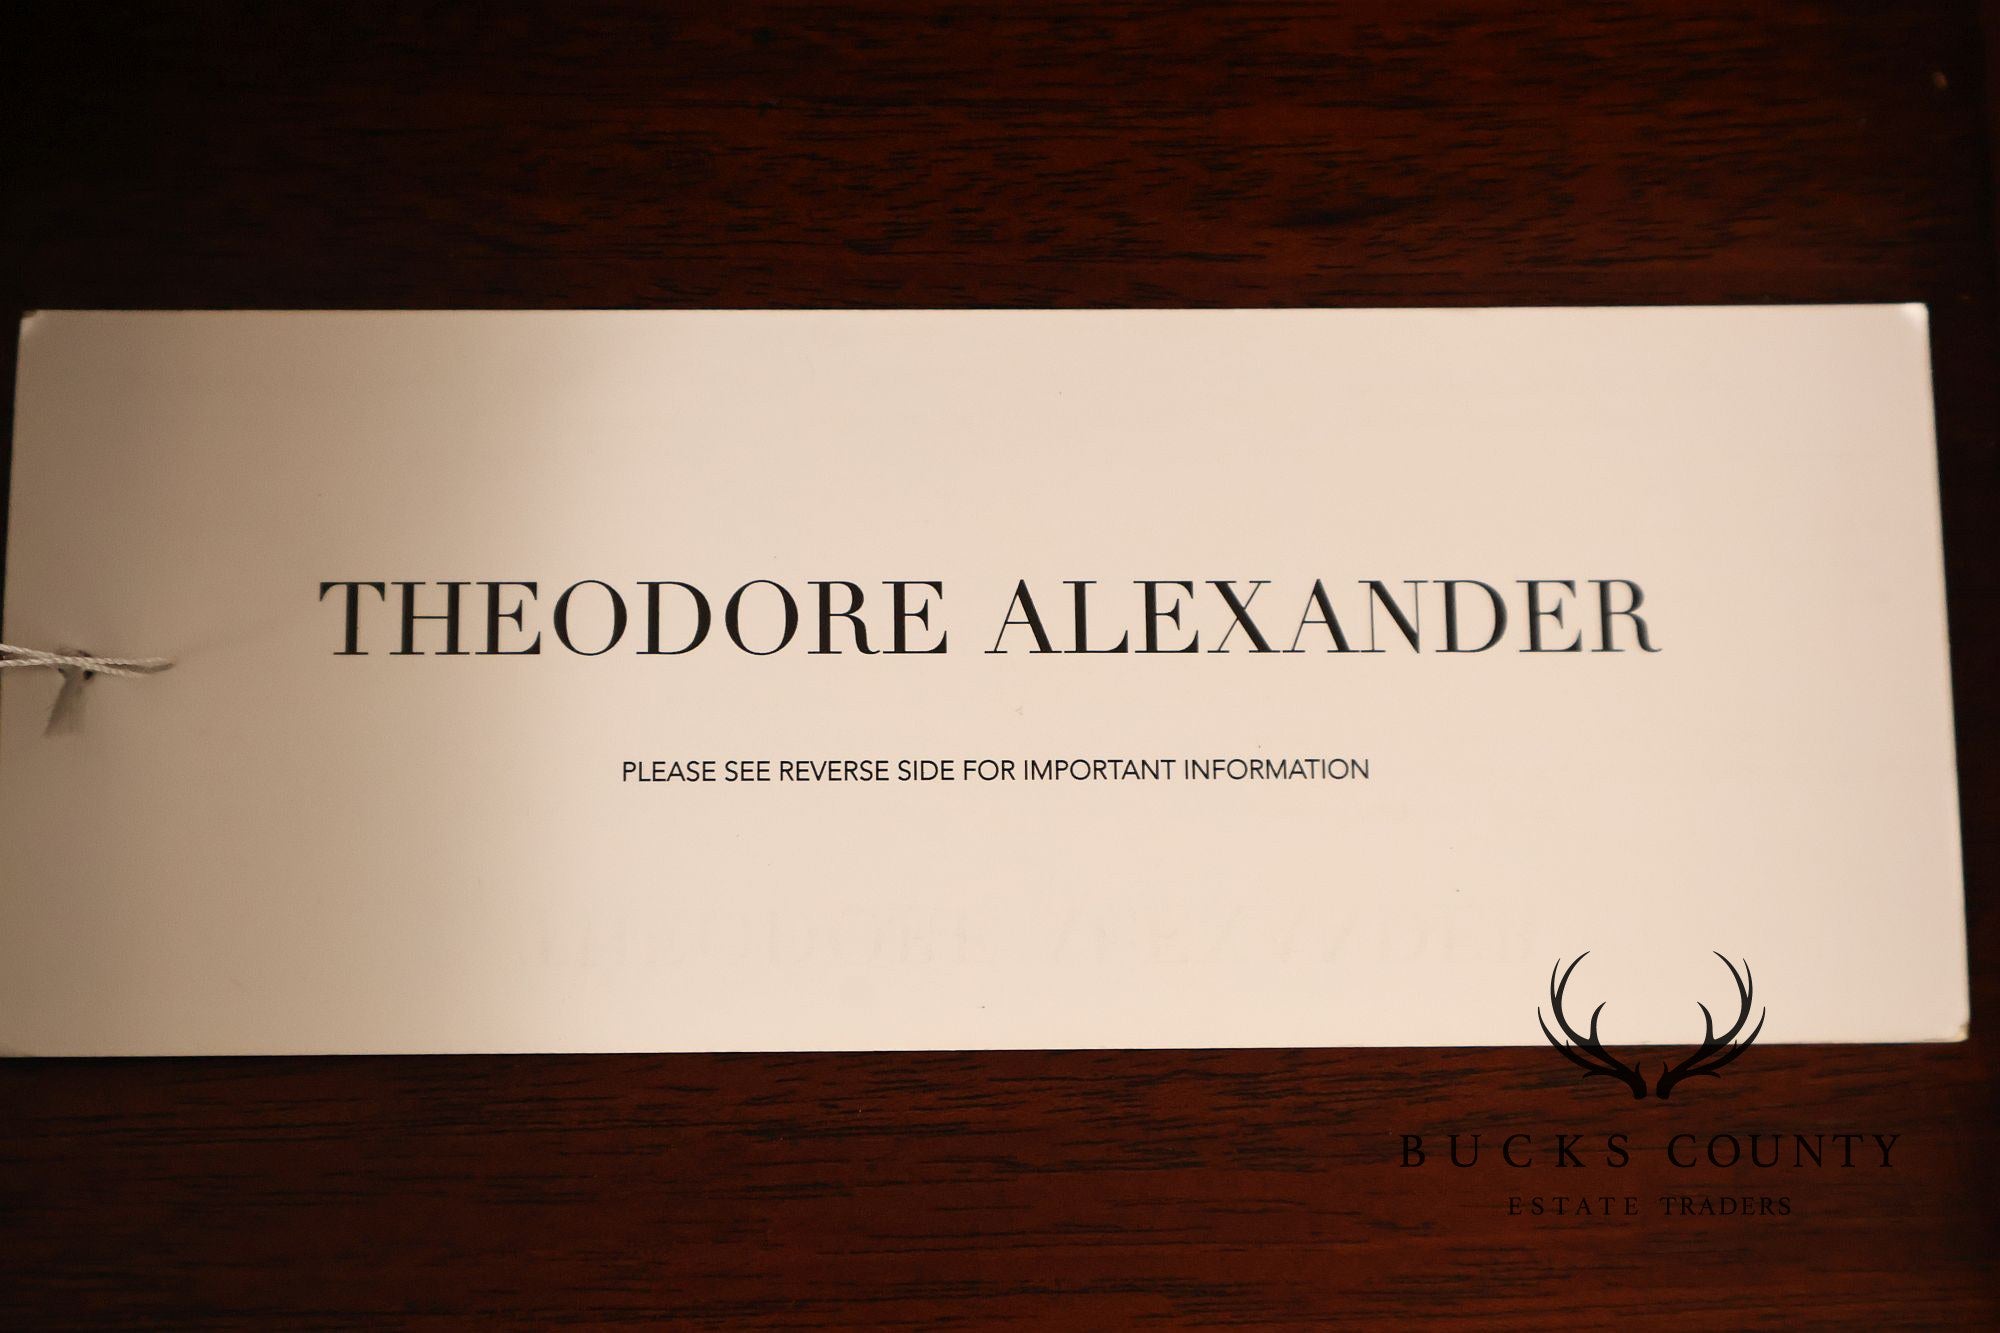 THEODORE ALEXANDER
PLEASE SEE REVERSE SIDE FOR IMPORTANT INFORMATION
BUCKS COUNTY
ESTATE TRADERS